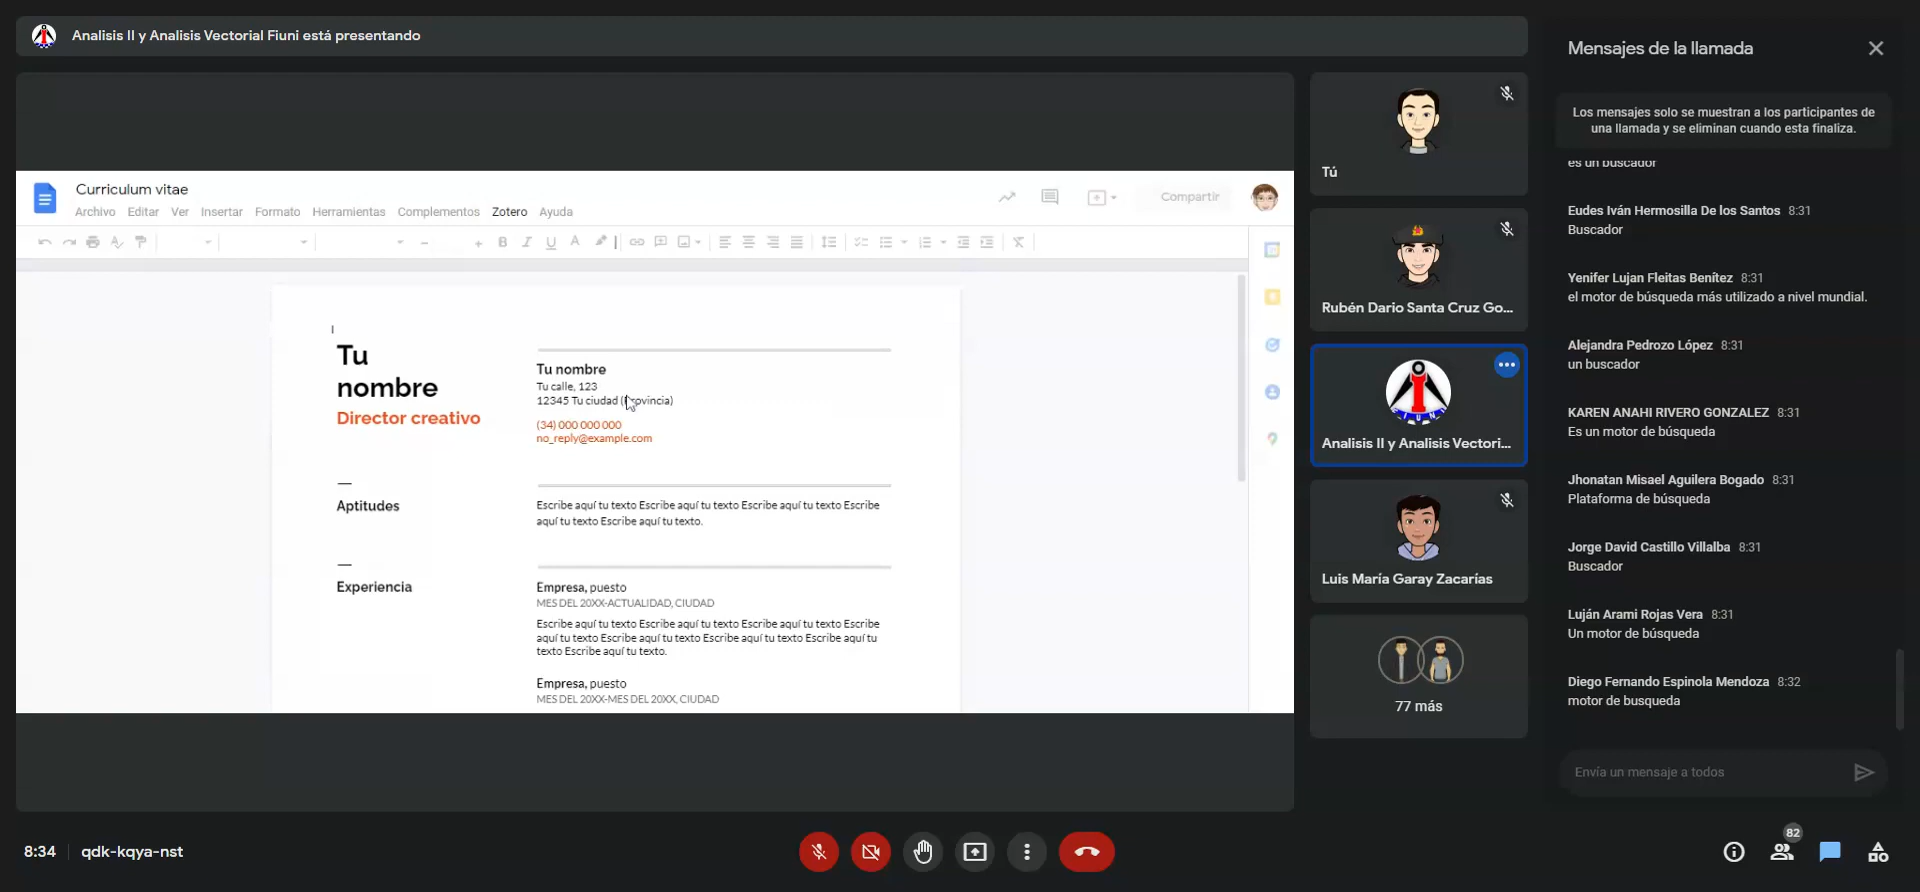 Analisis II y Analisis Vectorial Fiuni está presentando
Curriculum vitae
Archivo Editar Ver Insertar Formato Herramientas Complementos Zotero Ayuda
Compartir
Tu
nombre
Director creativo
Tu nombre
Tu calle, 123
12345 Tu ciudad (Provincia)
(34) 000 000 000
no_reply@example.com
Aptitudes
Escribe aquí tu texto Escribe aquí tu texto Escribe aquí tu texto Escribe
aquí tu texto Escribe aquí tu texto.
Experiencia
Empresa, puesto
MES DEL 20XX-ACTUALIDAD, CIUDAD
Escribe aquí tu texto Escribe aquí tu texto Escribe aquí tu texto Escribe
aquí tu texto Escribe aquí tu texto Escribe aquí tu texto Escribe aquí tu
texto Escribe aquí tu texto.
Empresa, puesto
MES DEL 20XX-MES DEL 20XX, CIUDAD
Tú
Rubén Dario Santa Cruz Go...
FIUNI
Analisis II y Analisis Vectori...
Luis María Garay Zacarías
77 más
Mensajes de la llamada
Los mensajes solo se muestran a los participantes de
una llamada y se eliminan cuando esta finaliza.
es un buscador
Eudes Iván Hermosilla De los Santos 8:31
Buscador
Yenifer Lujan Fleitas Benítez 8:31
el motor de búsqueda más utilizado a nivel mundial.
Alejandra Pedrozo López 8:31
un buscador
KAREN ANAHI RIVERO GONZALEZ 8:31
Es un motor de búsqueda
Jhonatan Misael Aguilera Bogado 8:31
Plataforma de búsqueda
Jorge David Castillo Villalba 8:31
Buscador
Luján Arami Rojas Vera 8:31
Un motor de búsqueda
Diego Fernando Espinola Mendoza 8:32
motor de busqueda
Envía un mensaje a todos
8:34 qdk-kqya-nst
82